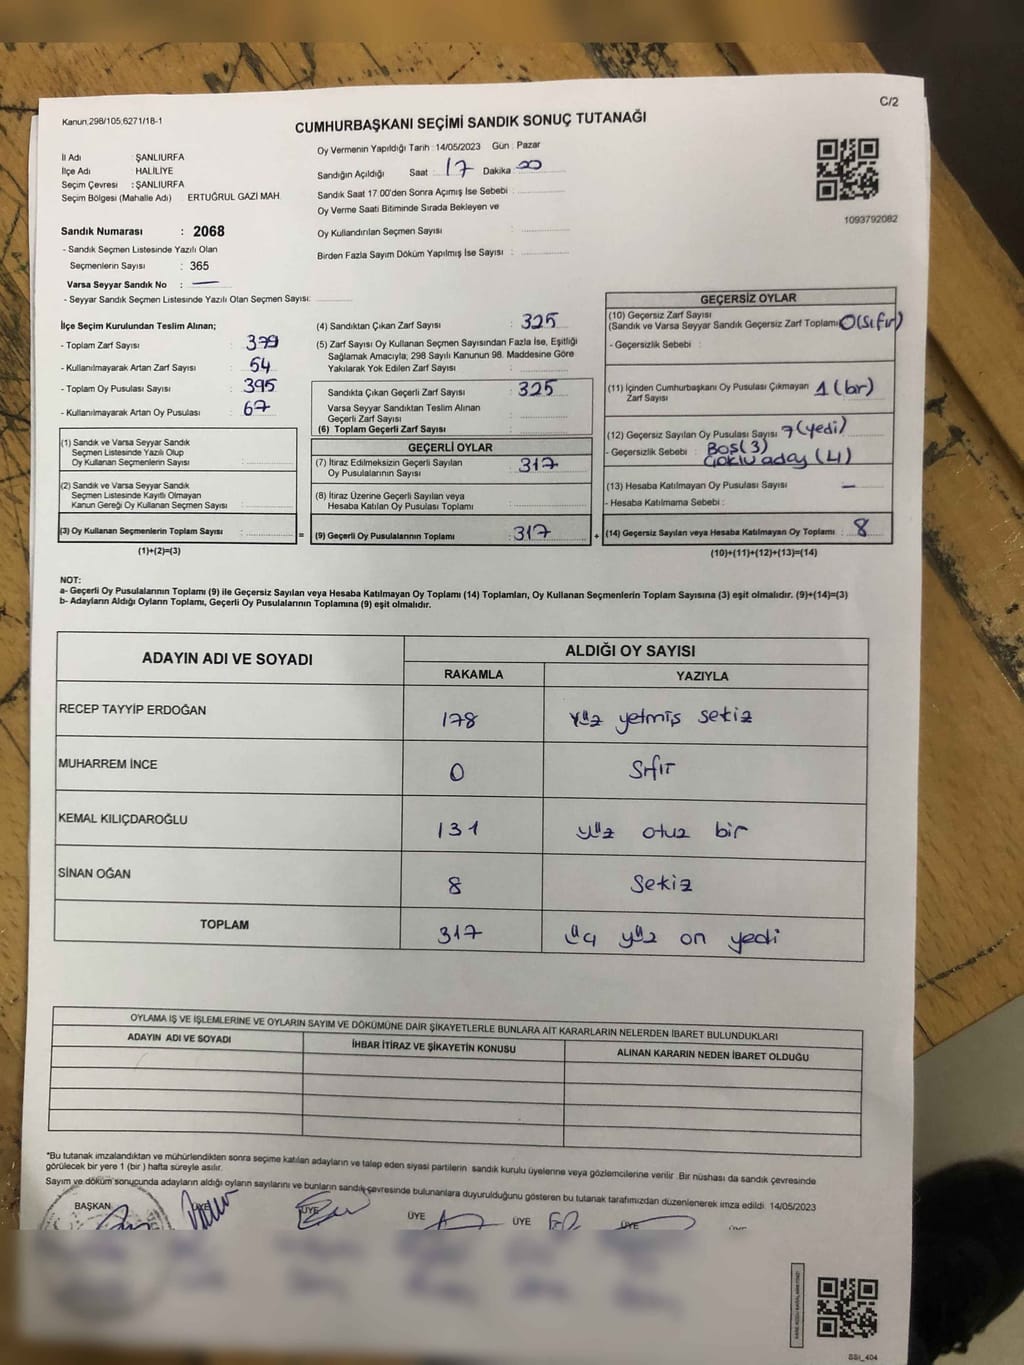 C/2
Kanun,298/105,6271/18-1
CUMHURBAŞKANI SEÇİMİ SANDIK SONUÇ TUTANAĞI
İl Adı : ŞANLIURFA
İlçe Adı : HALİLİYE
Seçim Çevresi : ŞANLIURFA
Seçim Bölgesi (Mahalle Adı) ERTUĞRUL GAZİ MAH
Oy Vermenin Yapıldığı Tarih : 14/05/2023 Gün : Pazar
Sandığın Açıldığı Saat : 17 Dakika : 00
Sandık Saat 17.00'den Sonra Açımış İse Sebebi :
Oy Verme Saati Bitiminde Sırada Bekleyen ve
Oy Kullandırılan Seçmen Sayısı :
Birden Fazla Sayım Döküm Yapılmış İse Sayısı :
1093792082
Sandık Numarası : 2068
- Sandık Seçmen Listesinde Yazılı Olan
Seçmenlerin Sayısı : 365
Varsa Seyyar Sandık No : —
- Seyyar Sandık Seçmen Listesinde Yazılı Olan Seçmen Sayısı:
İlçe Seçim Kurulundan Teslim Alınan;
- Toplam Zarf Sayısı : 379
- Kullanılmayarak Artan Zarf Sayısı : 54
- Toplam Oy Pusulası Sayısı : 395
- Kullanılmayarak Artan Oy Pusulası : 67
(1) Sandık ve Varsa Seyyar Sandık
Seçmen Listesinde Yazılı Olup
Oy Kullanan Seçmenlerin Sayısı :
(2) Sandık ve Varsa Seyyar Sandık
Seçmen Listesinde Kayıtlı Olmayan
Kanun Gereği Oy Kullanan Seçmen Sayısı :
(3) Oy Kullanan Seçmenlerin Toplam Sayısı : =
(1)+(2)=(3)
(4) Sandıktan Çıkan Zarf Sayısı : 325
(5) Zarf Sayısı Oy Kullanan Seçmen Sayısından Fazla İse, Eşitliği
Sağlamak Amacıyla; 298 Sayılı Kanunun 98. Maddesine Göre
Yakılarak Yok Edilen Zarf Sayısı :
Sandıkta Çıkan Geçerli Zarf Sayısı : 325
Varsa Seyyar Sandıktan Teslim Alınan
Geçerli Zarf Sayısı :
(6) Toplam Geçerli Zarf Sayısı :
GEÇERLİ OYLAR
(7) İtiraz Edilmeksizin Geçerli Sayılan
Oy Pusulalarının Sayısı : 317
(8) İtiraz Üzerine Geçerli Sayılan veya
Hesaba Katılan Oy Pusulası Toplamı :
(9) Geçerli Oy Pusulalarının Toplamı : 317 +
GEÇERSİZ OYLAR
(10) Geçersiz Zarf Sayısı
(Sandık ve Varsa Seyyar Sandık Geçersiz Zarf Toplamı) 0(sıfır)
- Geçersizlik Sebebi :
(11) İçinden Cumhurbaşkanı Oy Pusulası Çıkmayan 1 (bir)
Zarf Sayısı
(12) Geçersiz Sayılan Oy Pusulası Sayısı 7 (yedi)
- Geçersizlik Sebebi : Boş(3)
Çoklu aday (4)
(13) Hesaba Katılmayan Oy Pusulası Sayısı —
- Hesaba Katılmama Sebebi :
(14) Geçersiz Sayılan veya Hesaba Katılmayan Oy Toplamı : 8
(10)+(11)+(12)+(13)=(14)
NOT:
a- Geçerli Oy Pusulalarının Toplamı (9) ile Geçersiz Sayılan veya Hesaba Katılmayan Oy Toplamı (14) Toplamları, Oy Kullanan Seçmenlerin Toplam Sayısına (3) eşit olmalıdır. (9)+(14)=(3)
b- Adayların Aldığı Oyların Toplamı, Geçerli Oy Pusulalarının Toplamına (9) eşit olmalıdır.
ADAYIN ADI VE SOYADI
ALDIĞI OY SAYISI
RAKAMLA YAZIYLA
RECEP TAYYİP ERDOĞAN 178 yüz yetmiş sekiz
MUHARREM İNCE 0 Sıfır
KEMAL KILIÇDAROĞLU 131 yüz otuz bir
SİNAN OĞAN 8 Sekiz
TOPLAM 317 Üç yüz on yedi
OYLAMA İŞ VE İŞLEMLERİNE VE OYLARIN SAYIM VE DÖKÜMÜNE DAİR ŞİKAYETLERLE BUNLARA AİT KARARLARIN NELERDEN İBARET BULUNDUKLARI
ADAYIN ADI VE SOYADI İHBAR İTİRAZ VE ŞİKAYETİN KONUSU ALINAN KARARIN NEDEN İBARET OLDUĞU
*Bu tutanak imzalandıktan ve mühürlendikten sonra seçime katılan adayların ve talep eden siyasi partilerin sandık kurulu üyelerine veya gözlemcilerine verilir. Bir nüshası da sandık çevresinde
görülecek bir yere 1 (bir ) hafta süreyle asılır.
Sayım ve döküm sonucunda adayların aldığı oyların sayılarını ve bunların sandık çevresinde bulunanlara duyurulduğunu gösteren bu tutanak tarafımızdan düzenlenerek imza edildi. 14/05/2023
BAŞKAN ÜYE ÜYE ÜYE ÜYE ÜYE